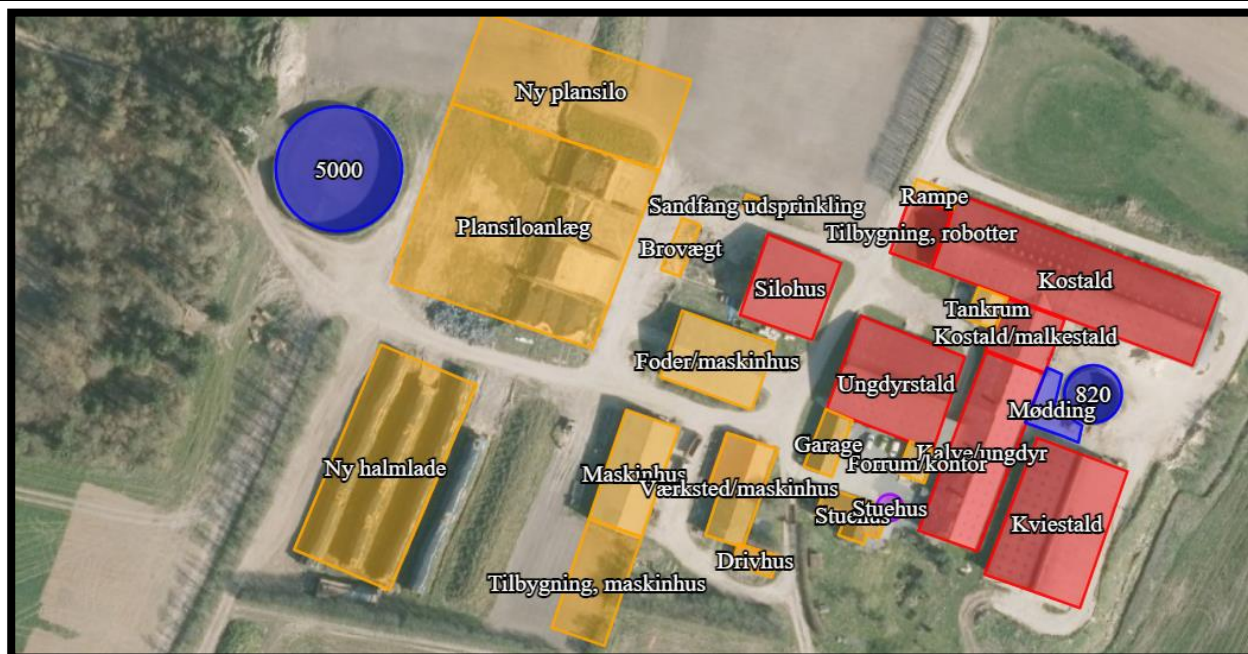 Ny plansilo
5000
Plansiloanlæg
Sandfang udsprinkling
Rampe
Brovægt
Tilbygning, robotter
Silohus
Kostald
Tankrum
Kostald/malkestald
Foder/maskinhus
Ungdyrstald
820
Mødding
Ny halmlade
Maskinhus
Garage
Forrum/kontor
Kalve/ungdyr
Værksted/maskinhus
Stuehus
Stuehus
Kviestald
Drivhus
Tilbygning, maskinhus